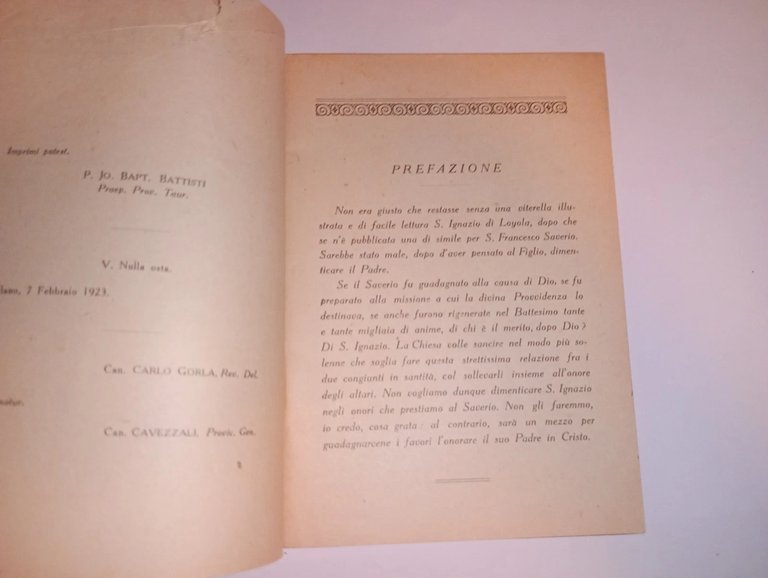 Imprimi potest.
P. JO. BAPT. BATTISTI
Praep. Prov. Taur.
V. Nulla osta.
lano, 7 Febbraio 1923.
Can. CARLO GORLA, Rev. Del.
Can. CAVEZZALI, Provic. Gen.
PREFAZIONE
Non era giusto che restasse senza una viterella illu-
strata e di facile lettura S. Ignazio di Loyola, dopo che
se n'è pubblicata una di simile per S. Francesco Saverio.
Sarebbe stato male, dopo d'aver pensato al Figlio, dimen-
ticare il Padre.
Se il Saverio fu guadagnato alla causa di Dio, se fu
preparato alla missione a cui la divina Provvidenza lo
destinava, se anche furono rigenerate nel Battesimo tante
e tante migliaia di anime, di chi è il merito, dopo Dio?
Di S. Ignazio. La Chiesa volle sancire nel modo più so-
lenne che soglia fare questa strettissima relazione fra i
due congiunti in santità, col sollevarli insieme all'onore
degli altari. Non vogliamo dunque dimenticare S. Ignazio
negli onori che prestiamo al Saverio. Non gli faremmo,
io credo, cosa grata: al contrario, sarà un mezzo per
guadagnarcene i favori l'onorare il suo Padre in Cristo.